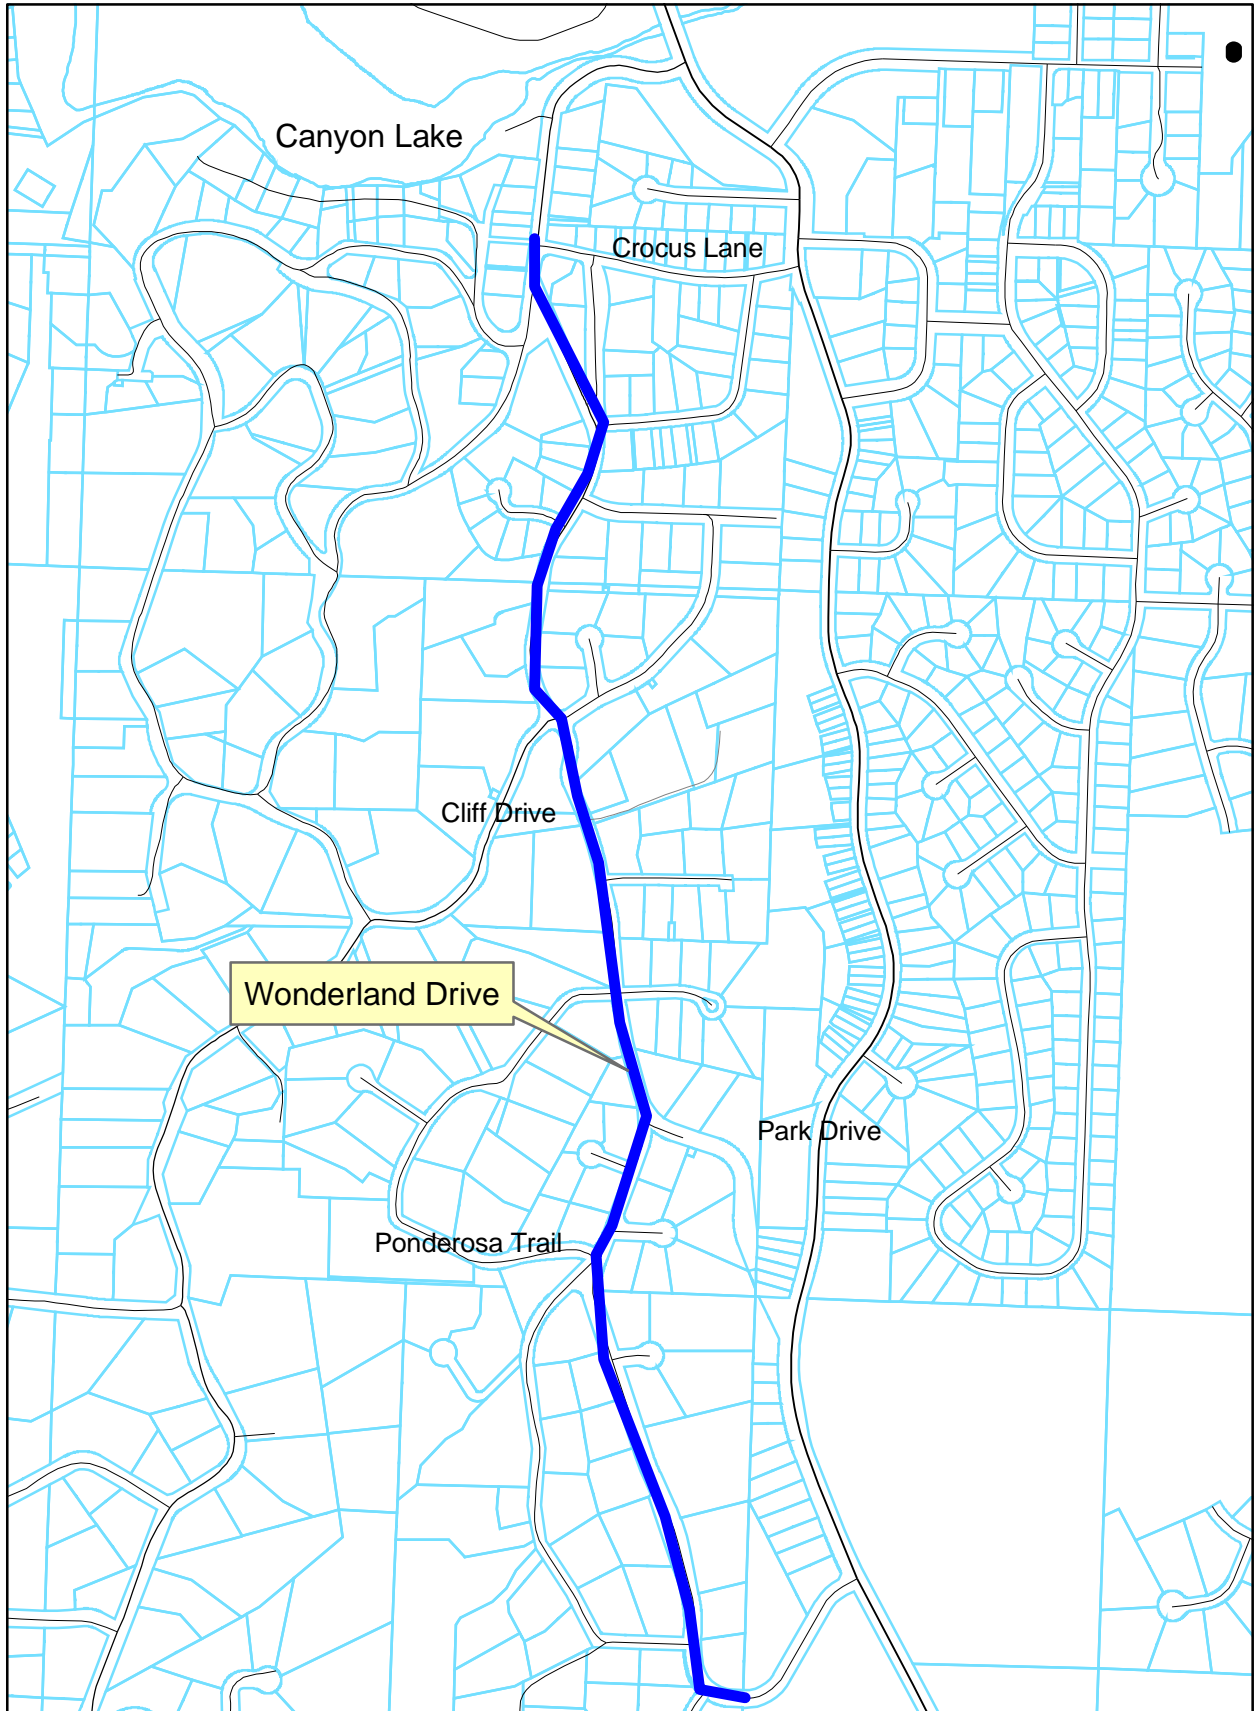 Canyon Lake
Crocus Lane
Cliff Drive
Wonderland Drive
Park Drive
Ponderosa Trail